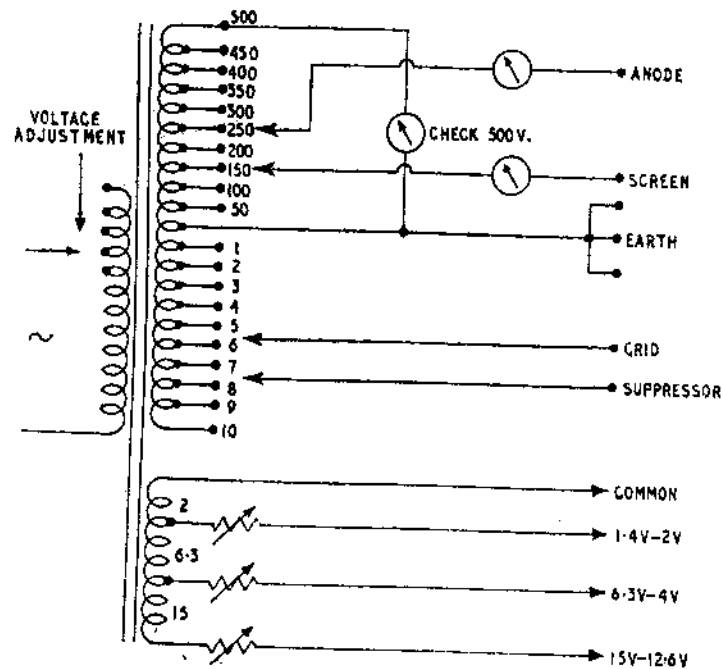 500
450
400
350
300
250
200
150
100
50
1
2
3
4
5
6
7
8
9
10
VOLTAGE
ADJUSTMENT
CHECK 500V.
ANODE
SCREEN
EARTH
GRID
SUPPRESSOR
2
6·3
15
COMMON
1·4V-2V
6·3V-4V
15V-12·6V